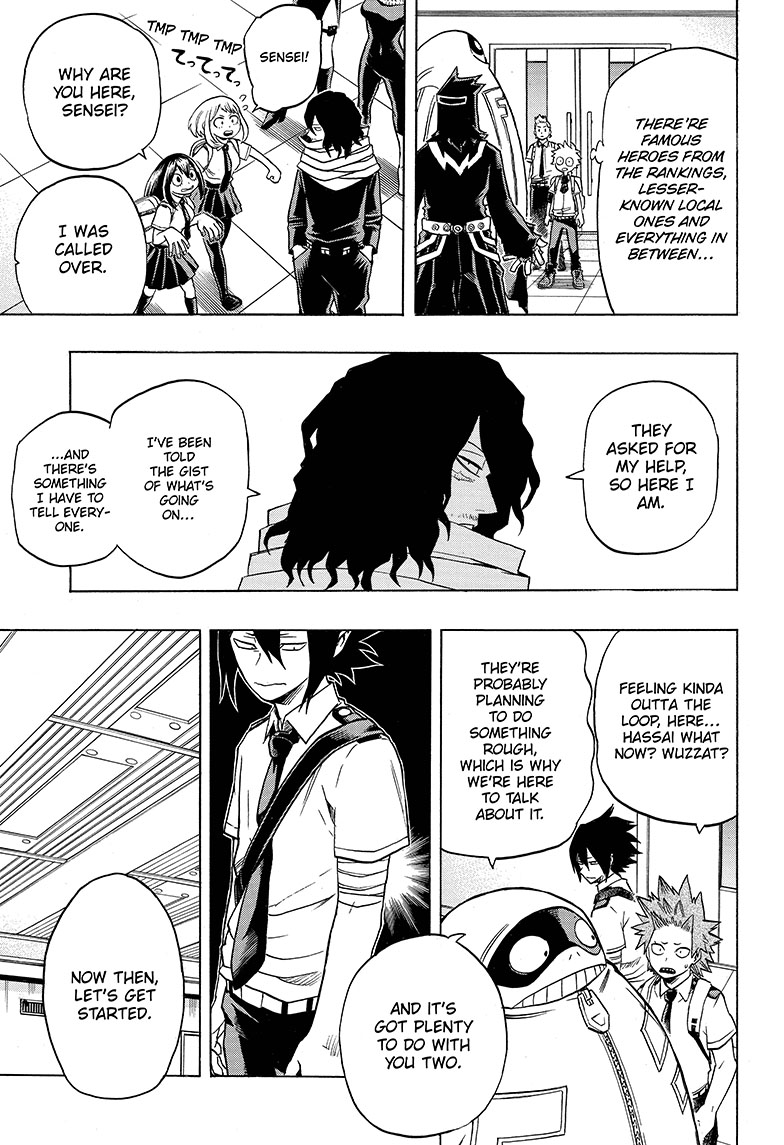 THERE'RE
FAMOUS
HEROES FROM
THE RANKINGS,
LESSER-
KNOWN LOCAL
ONES AND
EVERYTHING IN
BETWEEN...
F
SENSEI!
TMP TMP TMP
てってってっ
WHY ARE
YOU HERE,
SENSEI?
I WAS
CALLED
OVER.
THEY
ASKED FOR
MY HELP,
SO HERE I
AM.
I'VE BEEN
TOLD
THE GIST
OF WHAT'S
GOING
ON...
...AND
THERE'S
SOMETHING
I HAVE TO
TELL EVERY-
ONE.
FEELING KINDA
OUTTA THE
LOOP, HERE...
HASSAI WHAT
NOW? WUZZAT?
THEY'RE
PROBABLY
PLANNING
TO DO
SOMETHING
ROUGH,
WHICH IS WHY
WE'RE HERE
TO TALK
ABOUT IT.
AND IT'S
GOT PLENTY
TO DO WITH
YOU TWO.
NOW THEN,
LET'S GET
STARTED.